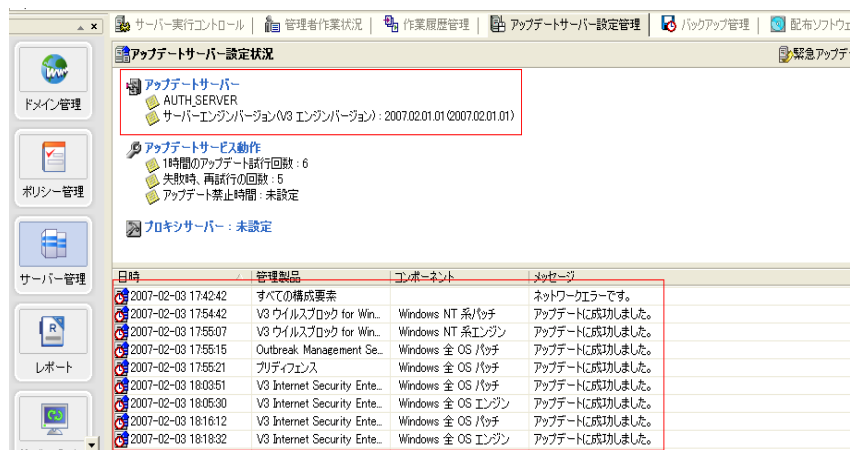 サーバー実行コントロール | 管理者作業状況 | 作業履歴管理 | アップデートサーバー設定管理 | バックアップ管理 | 配布ソフトウェ
アップデートサーバー設定状況 緊急アップデ
アップデートサーバー
AUTH_SERVER
サーバーエンジンバージョン(V3 エンジンバージョン) : 2007.02.01.01 (2007.02.01.01)
アップデートサービス動作
1時間のアップデート試行回数 : 6
失敗時、再試行の回数 : 5
アップデート禁止時間 : 未設定
プロキシサーバー : 未設定
ドメイン管理
ポリシー管理
サーバー管理
レポート
日時 管理製品 コンポーネント メッセージ
2007-02-03 17:42:42 すべての構成要素 ネットワークエラーです。
2007-02-03 17:54:42 V3 ウイルスブロック for Win... Windows NT 系パッチ アップデートに成功しました。
2007-02-03 17:55:07 V3 ウイルスブロック for Win... Windows NT 系エンジン アップデートに成功しました。
2007-02-03 17:55:15 Outbreak Management Se... Windows 全 OS パッチ アップデートに成功しました。
2007-02-03 17:55:21 プリディフェンス Windows 全 OS パッチ アップデートに成功しました。
2007-02-03 18:03:51 V3 Internet Security Ente... Windows 全 OS パッチ アップデートに成功しました。
2007-02-03 18:05:30 V3 Internet Security Ente... Windows 全 OS エンジン アップデートに成功しました。
2007-02-03 18:16:12 V3 Internet Security Ente... Windows 全 OS パッチ アップデートに成功しました。
2007-02-03 18:18:32 V3 Internet Security Ente... Windows 全 OS エンジン アップデートに成功しました。